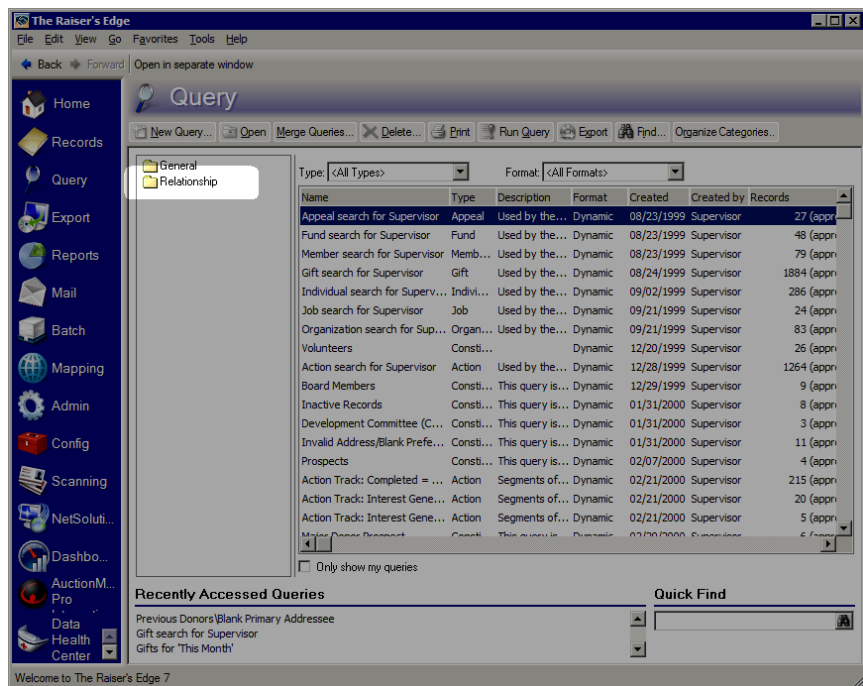 The Raiser's Edge
File Edit View Go Favorites Tools Help
Back Forward Open in separate window
Query
New Query... Open Merge Queries... Delete... Print Run Query Export Find... Organize Categories..
Home
Records
Query
Export
Reports
Mail
Batch
Mapping
Admin
Config
Scanning
NetSoluti...
Dashbo...
AuctionM...
Pro
Data
Health
Center
General
Relationship
Type: <All Types> Format: <All Formats>
Name Type Description Format Created Created by Records
Appeal search for Supervisor Appeal Used by the... Dynamic 08/23/1999 Supervisor 27 (appr
Fund search for Supervisor Fund Used by the... Dynamic 08/23/1999 Supervisor 48 (appr
Member search for Supervisor Memb... Used by the... Dynamic 08/23/1999 Supervisor 79 (appr
Gift search for Supervisor Gift Used by the... Dynamic 08/24/1999 Supervisor 1884 (appr
Individual search for Superv... Indivi... Used by the... Dynamic 09/02/1999 Supervisor 286 (appr
Job search for Supervisor Job Used by the... Dynamic 09/21/1999 Supervisor 24 (appr
Organization search for Sup... Organ... Used by the... Dynamic 09/21/1999 Supervisor 83 (appr
Volunteers Consti... Dynamic 12/20/1999 Supervisor 26 (appr
Action search for Supervisor Action Used by the... Dynamic 12/28/1999 Supervisor 1264 (appr
Board Members Consti... This query is... Dynamic 12/29/1999 Supervisor 9 (appr
Inactive Records Consti... This query is... Dynamic 01/31/2000 Supervisor 8 (appr
Development Committee (C... Consti... This query is... Dynamic 01/31/2000 Supervisor 3 (appr
Invalid Address/Blank Prefe... Consti... This query is... Dynamic 01/31/2000 Supervisor 11 (appr
Prospects Consti... This query is... Dynamic 02/07/2000 Supervisor 4 (appr
Action Track: Completed = ... Action Segments of... Dynamic 02/21/2000 Supervisor 215 (appr
Action Track: Interest Gene... Action Segments of... Dynamic 02/21/2000 Supervisor 20 (appr
Action Track: Interest Gene... Action Segments of... Dynamic 02/21/2000 Supervisor 5 (appr
Major Donor Prospect Consti... This query is... Dynamic 02/29/2000 Supervisor 6 (appr
Only show my queries
Recently Accessed Queries
Previous Donors\Blank Primary Addressee
Gift search for Supervisor
Gifts for 'This Month'
Quick Find
Welcome to The Raiser's Edge 7